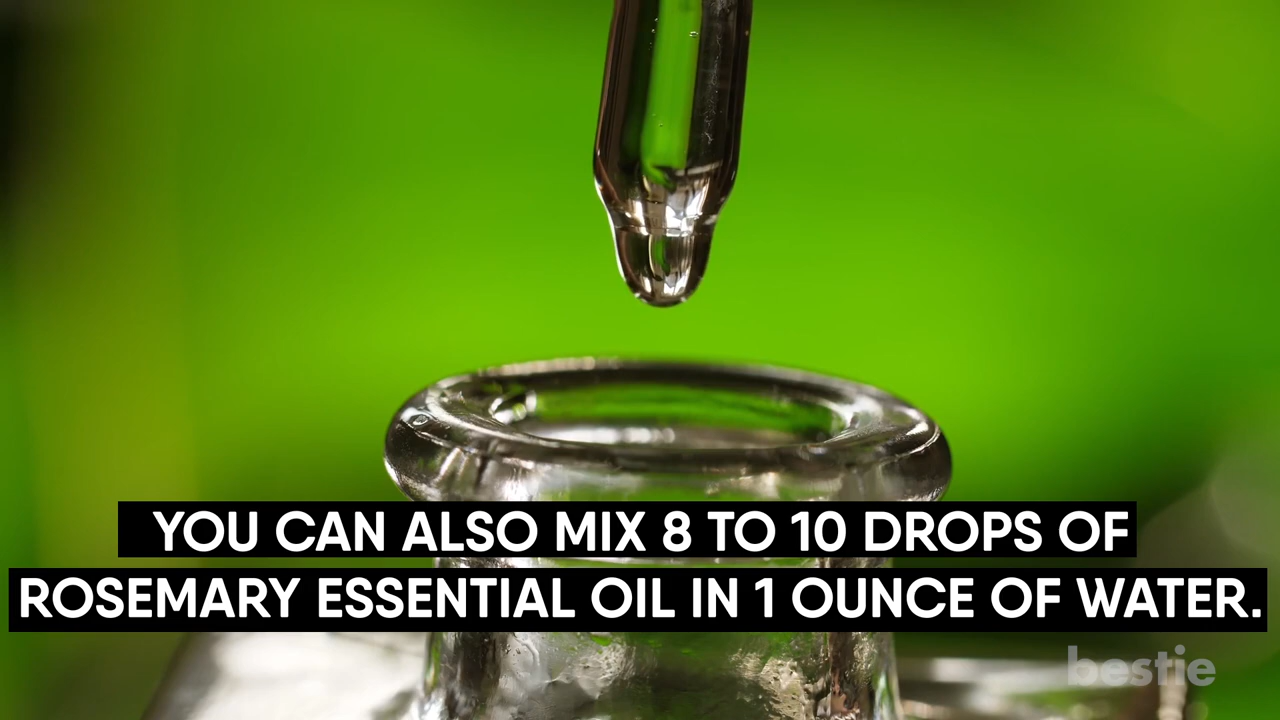 YOU CAN ALSO MIX 8 TO 10 DROPS OF
ROSEMARY ESSENTIAL OIL IN 1 OUNCE OF WATER.
bestie